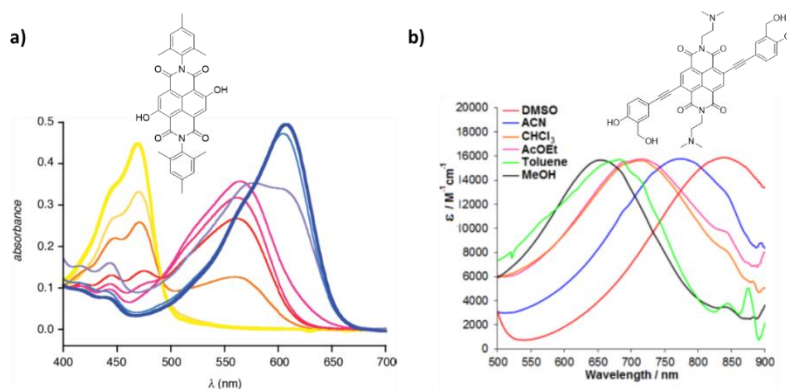 a)
N
O
O
OH
HO
O
O
N
0.5
0.4
0.3
0.2
0.1
0.0
absorbance
400
450
500
550
600
650
700
λ (nm)
b)
N
OH
O
N
O
HO
OH
O
N
O
N
20000
18000
16000
14000
12000
10000
8000
6000
4000
2000
0
ε / M⁻¹cm⁻¹
DMSO
ACN
CHCl₃
AcOEt
Toluene
MeOH
500
550
600
650
700
750
800
850
900
Wavelength / nm